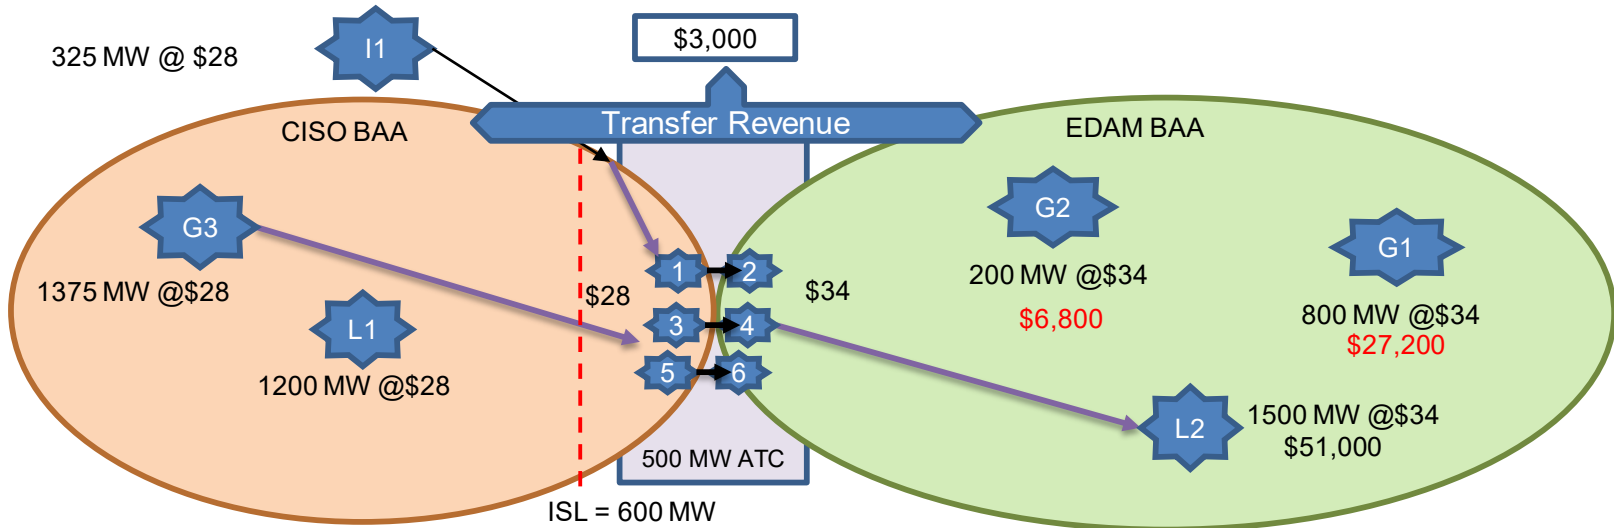 I1
325 MW @ $28
$3,000
Transfer Revenue
CISO BAA
EDAM BAA
G3
1375 MW @$28
L1
1200 MW @$28
$28
1
2
3
4
5
6
$34
G2
200 MW @$34
$6,800
G1
800 MW @$34
$27,200
L2
1500 MW @$34
$51,000
500 MW ATC
ISL = 600 MW